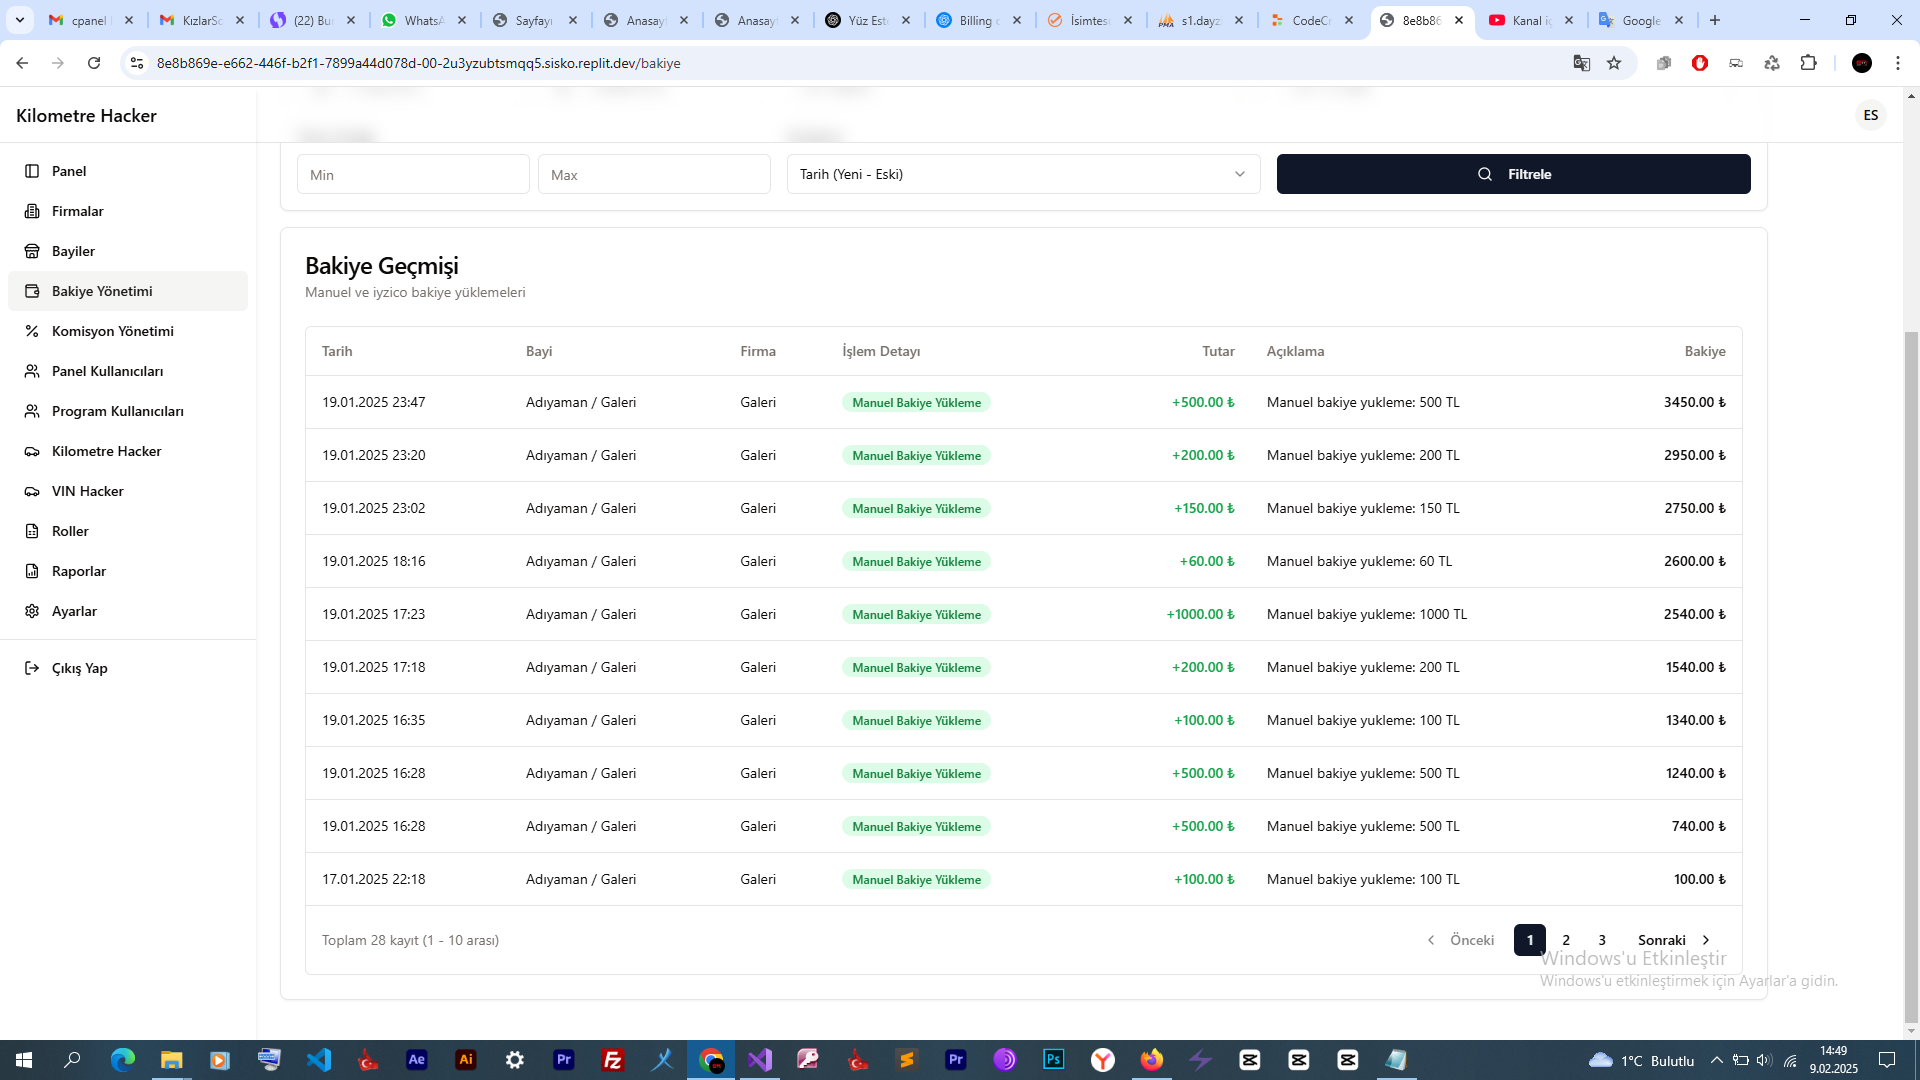 cpanel
KızlarSc
(22) Bu
WhatsA
Sayfayı
Anasay
Anasay
Yüz Est
Billing
İsimtesc
s1.dayz
CodeC
8e8b86
Kanal i
Google
8e8b869e-e662-446f-b2f1-7899a44d078d-00-2u3yzubtsmqq5.sisko.replit.dev/bakiye
Kilometre Hacker
ES
Panel
Firmalar
Bayiler
Bakiye Yönetimi
Komisyon Yönetimi
Panel Kullanıcıları
Program Kullanıcıları
Kilometre Hacker
VIN Hacker
Roller
Raporlar
Ayarlar
Çıkış Yap
Min Max Tarih (Yeni - Eski) Filtrele
Bakiye Geçmişi
Manuel ve iyzico bakiye yüklemeleri
Tarih Bayi Firma İşlem Detayı Tutar Açıklama Bakiye
19.01.2025 23:47 Adıyaman / Galeri Galeri Manuel Bakiye Yükleme +500.00 ₺ Manuel bakiye yukleme: 500 TL 3450.00 ₺
19.01.2025 23:20 Adıyaman / Galeri Galeri Manuel Bakiye Yükleme +200.00 ₺ Manuel bakiye yukleme: 200 TL 2950.00 ₺
19.01.2025 23:02 Adıyaman / Galeri Galeri Manuel Bakiye Yükleme +150.00 ₺ Manuel bakiye yukleme: 150 TL 2750.00 ₺
19.01.2025 18:16 Adıyaman / Galeri Galeri Manuel Bakiye Yükleme +60.00 ₺ Manuel bakiye yukleme: 60 TL 2600.00 ₺
19.01.2025 17:23 Adıyaman / Galeri Galeri Manuel Bakiye Yükleme +1000.00 ₺ Manuel bakiye yukleme: 1000 TL 2540.00 ₺
19.01.2025 17:18 Adıyaman / Galeri Galeri Manuel Bakiye Yükleme +200.00 ₺ Manuel bakiye yukleme: 200 TL 1540.00 ₺
19.01.2025 16:35 Adıyaman / Galeri Galeri Manuel Bakiye Yükleme +100.00 ₺ Manuel bakiye yukleme: 100 TL 1340.00 ₺
19.01.2025 16:28 Adıyaman / Galeri Galeri Manuel Bakiye Yükleme +500.00 ₺ Manuel bakiye yukleme: 500 TL 1240.00 ₺
19.01.2025 16:28 Adıyaman / Galeri Galeri Manuel Bakiye Yükleme +500.00 ₺ Manuel bakiye yukleme: 500 TL 740.00 ₺
17.01.2025 22:18 Adıyaman / Galeri Galeri Manuel Bakiye Yükleme +100.00 ₺ Manuel bakiye yukleme: 100 TL 100.00 ₺
Toplam 28 kayıt (1 - 10 arası) Önceki 1 2 3 Sonraki
Windows'u Etkinleştir
Windows'u etkinleştirmek için Ayarlar'a gidin.
Ae
Ai
Pr
Fz
Pr
Ps
1°C Bulutlu
14:49
9.02.2025